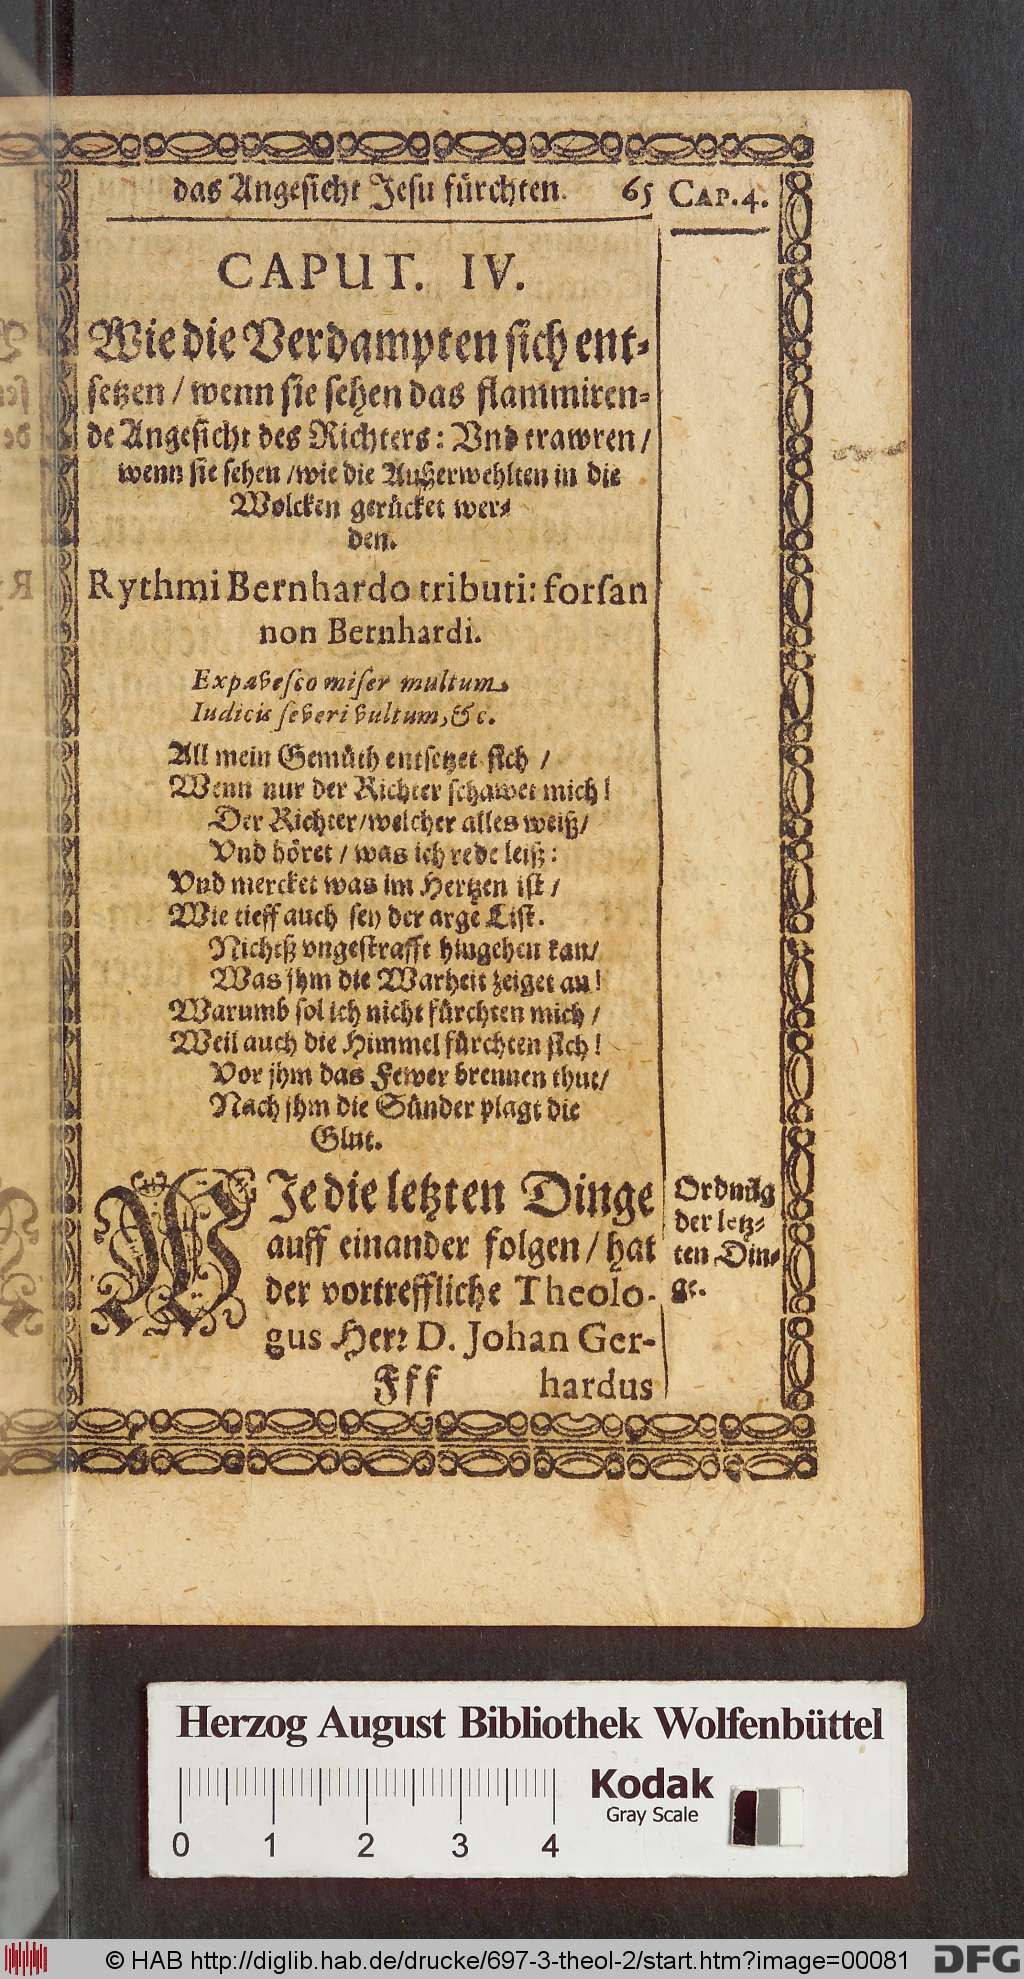 das Angesicht Jesu fürchten. 65 CAP. 4.
CAPUT. IV.
Wie die Verdampten sich ent-
setzen / wenn sie sehen das flammiren-
de Angesicht des Richters: Vnd trawren /
wenn sie sehen / wie die Außerwehlten in die
Wolcken gerücket wer-
den.
Rythmi Bernhardo tributi: forsan
non Bernhardi.
Expavesco miser multum
Iudicis severi vultum, &c.
All mein Gemüth entsetzet sich /
Wenn nur der Richter schawet mich!
Der Richter / welcher alles weiß /
Vnd höret / was ich rede leiß:
Vnd mercket was im Hertzen ist /
Wie tieff auch sey der arge List.
Nichtß vngestrafft hingehen kan /
Was jhm die Warheit zeiget an!
Warumb sol ich nicht fürchten mich /
Weil auch die Himmel fürchten sich!
Vor jhm das Fewer brennen thut /
Nach jhm die Sünder plagt die
Glut.
WJe die letzten Dinge
auff einander folgen / hat
der vortreffliche Theolo-
gus Herr D. Johan Ger-
Fff hardus
Ordnūg
der letz-
ten Din-
ge.
Herzog August Bibliothek Wolfenbüttel
Kodak
Gray Scale
0 1 2 3 4
© HAB http://diglib.hab.de/drucke/697-3-theol-2/start.htm?image=00081 DFG